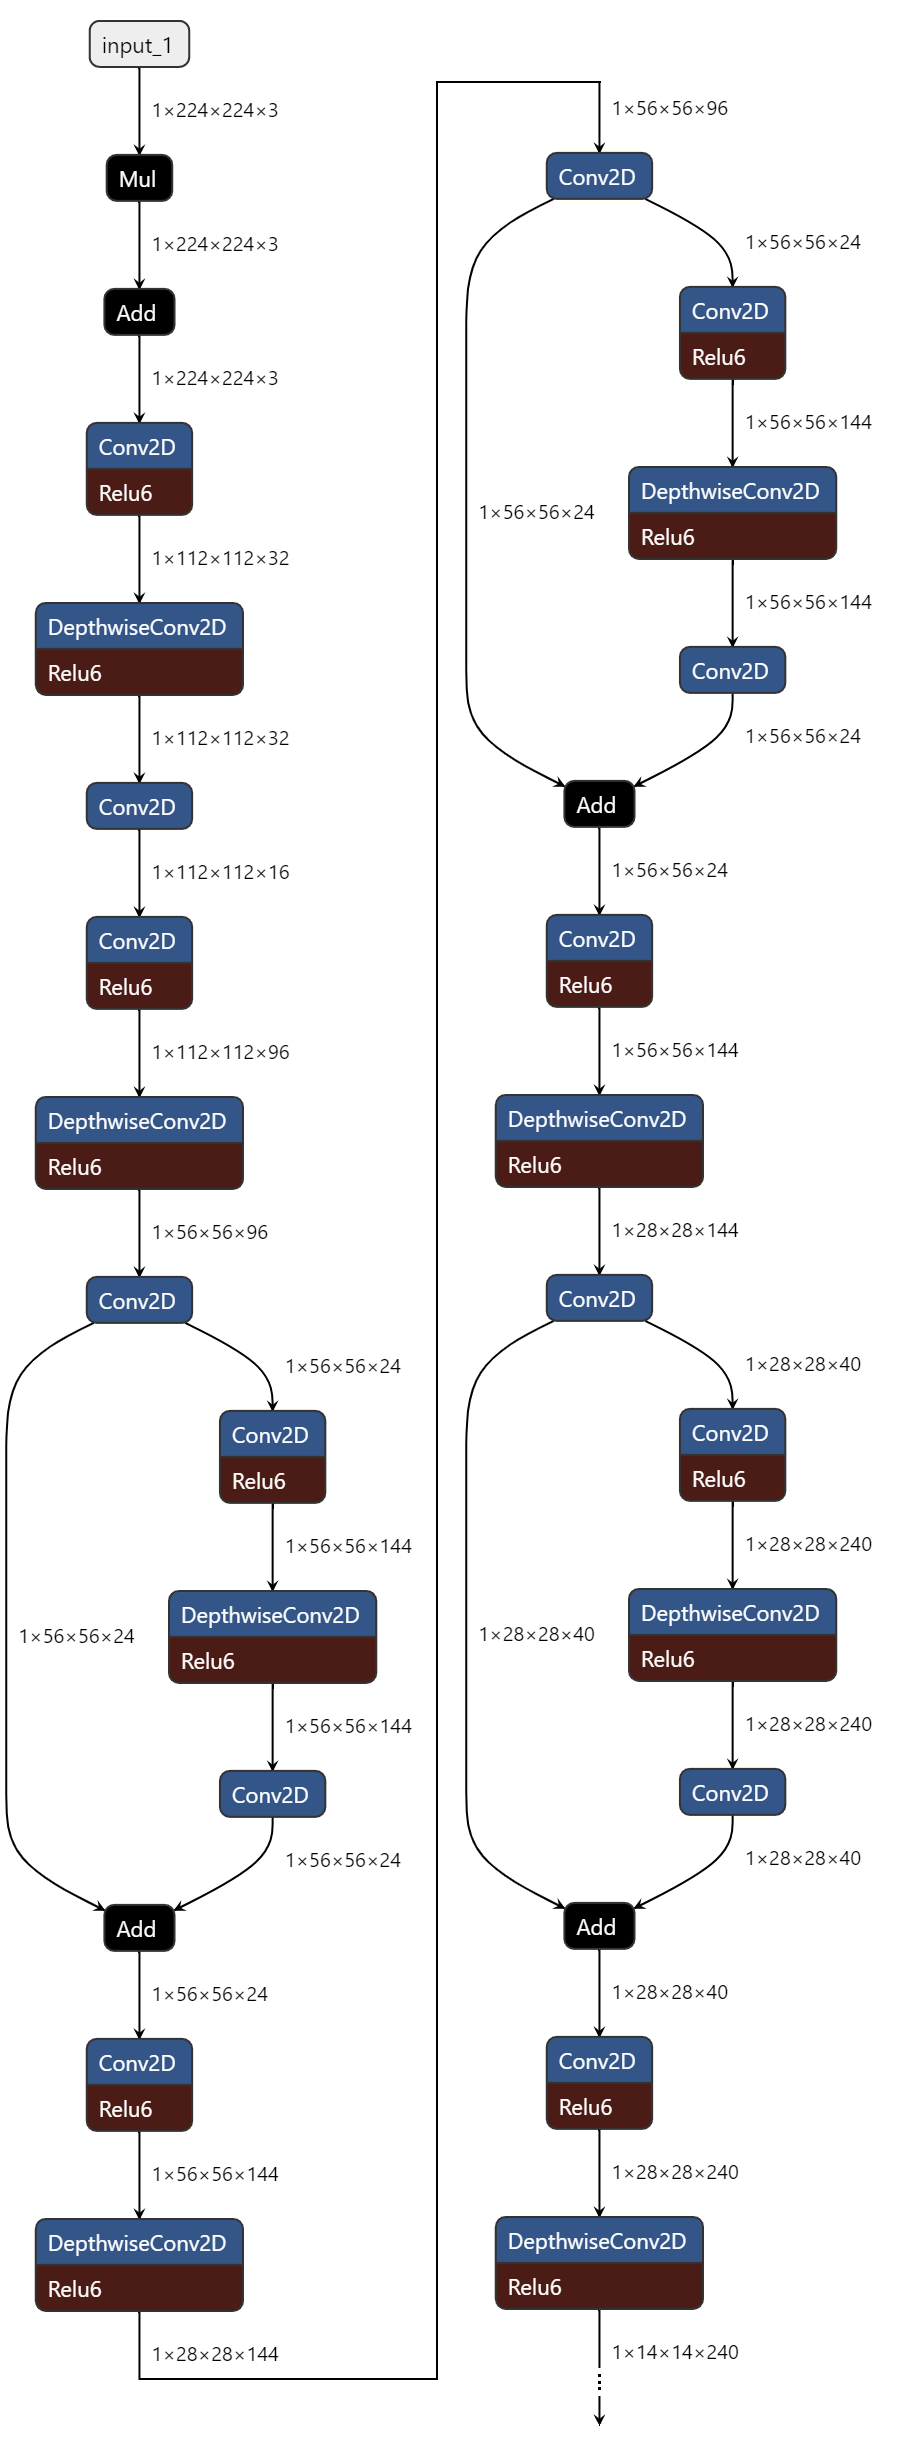 input_1
1×224×224×3
Mul
1×224×224×3
Add
1×224×224×3
Conv2D
Relu6
1×112×112×32
DepthwiseConv2D
Relu6
1×112×112×32
Conv2D
1×112×112×16
Conv2D
Relu6
1×112×112×96
DepthwiseConv2D
Relu6
1×56×56×96
Conv2D
1×56×56×24
Conv2D
Relu6
1×56×56×144
DepthwiseConv2D
1×56×56×24
Relu6
1×56×56×144
Conv2D
1×56×56×24
Add
1×56×56×24
Conv2D
Relu6
1×56×56×144
DepthwiseConv2D
Relu6
1×28×28×144
1×56×56×96
Conv2D
1×56×56×24
Conv2D
Relu6
1×56×56×144
DepthwiseConv2D
1×56×56×24
Relu6
1×56×56×144
Conv2D
1×56×56×24
Add
1×56×56×24
Conv2D
Relu6
1×56×56×144
DepthwiseConv2D
Relu6
1×28×28×144
Conv2D
1×28×28×40
Conv2D
Relu6
1×28×28×240
DepthwiseConv2D
1×28×28×40
Relu6
1×28×28×240
Conv2D
1×28×28×40
Add
1×28×28×40
Conv2D
Relu6
1×28×28×240
DepthwiseConv2D
Relu6
1×14×14×240